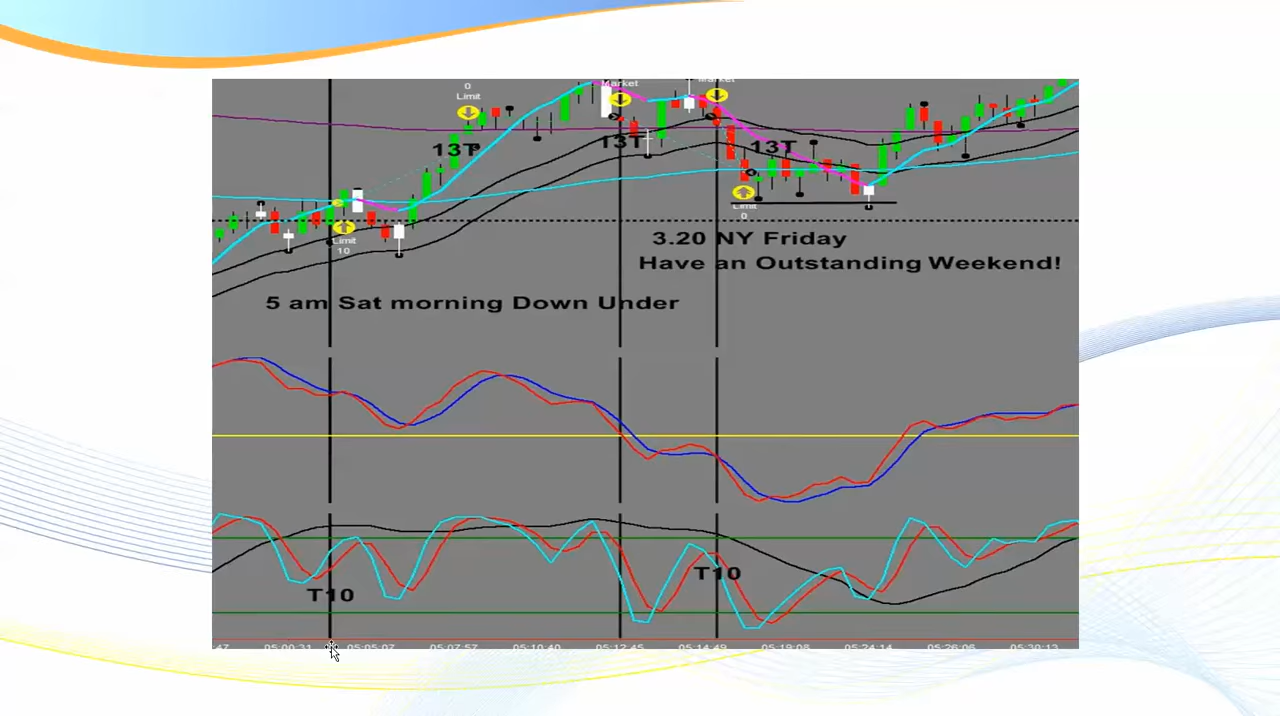 0
Limit
Market
Market
13T
13T
13T
Limit
10
Limit
0
3.20 NY Friday
Have an Outstanding Weekend!
5 am Sat morning Down Under
T10
T10
47 05:00:31 05:05:07 05:07:57 05:10:40 05:12:45 05:14:49 05:19:08 05:24:14 05:26:06 05:30:13